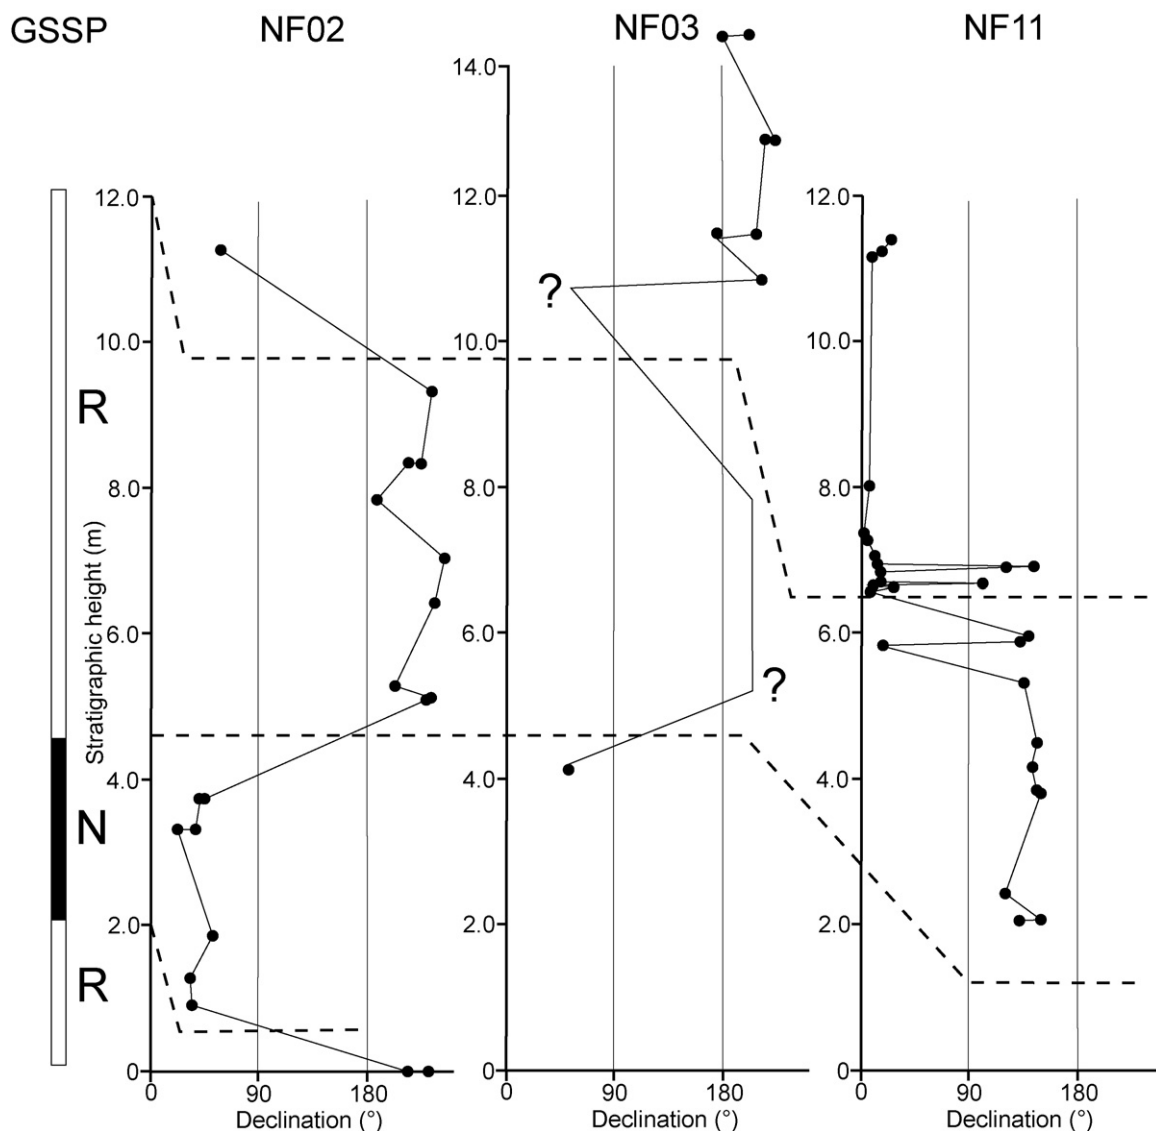 GSSP NF02 NF03 NF11
14.0
12.0 12.0 12.0
?
10.0 10.0 10.0
R
8.0 8.0 8.0
Stratigraphic height (m)
6.0 6.0 6.0
?
4.0 4.0 4.0
N
2.0 2.0 2.0
R
0 0 0
0 90 180 0 90 180 0 90 180
Declination (°) Declination (°) Declination (°)